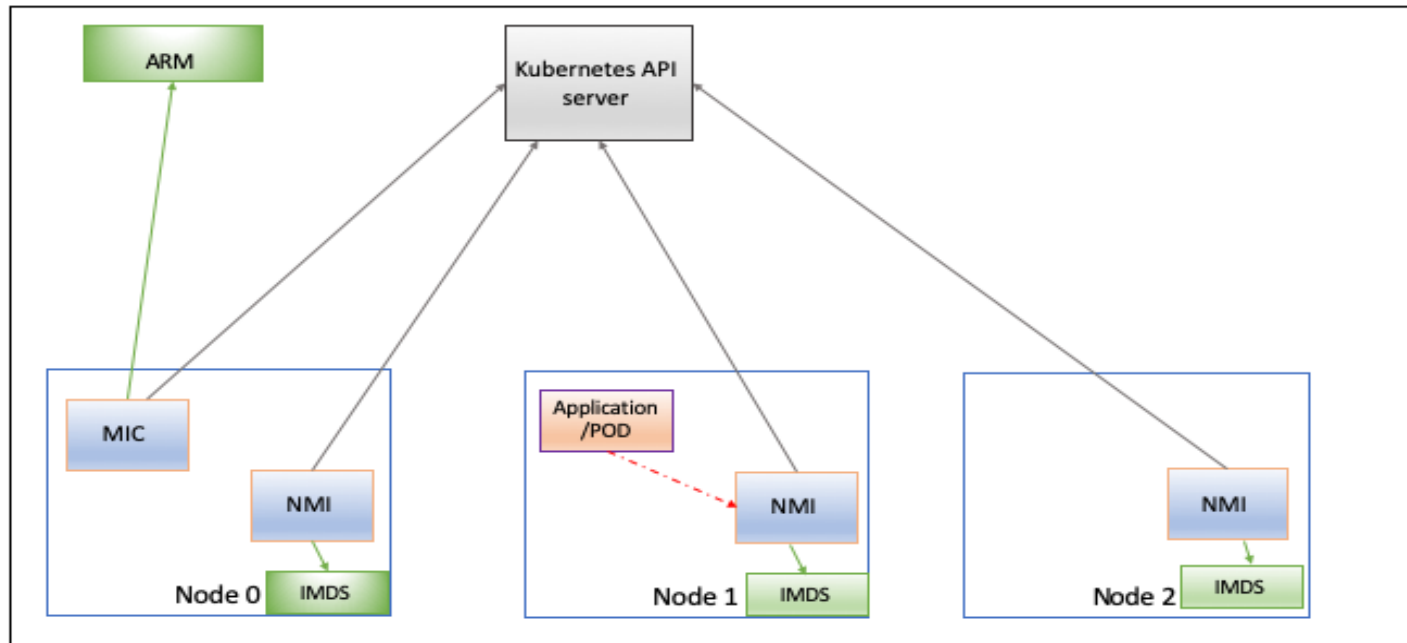 ARM
Kubernetes API
server
MIC
NMI
Node 0
IMDS
Application
/POD
NMI
Node 1
IMDS
NMI
Node 2
IMDS